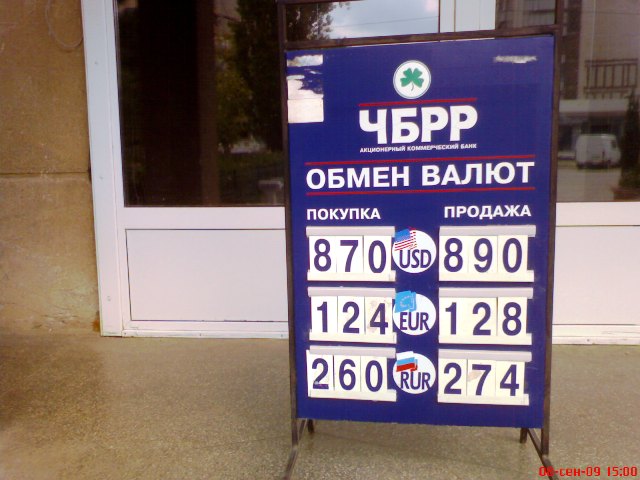 ЧБРР
АКЦИОНЕРНЫЙ КОММЕРЧЕСКИЙ БАНК
ОБМЕН ВАЛЮТ
ПОКУПКА ПРОДАЖА
870 USD 890
124 EUR 128
260 RUR 274
08-сен-09 15:00